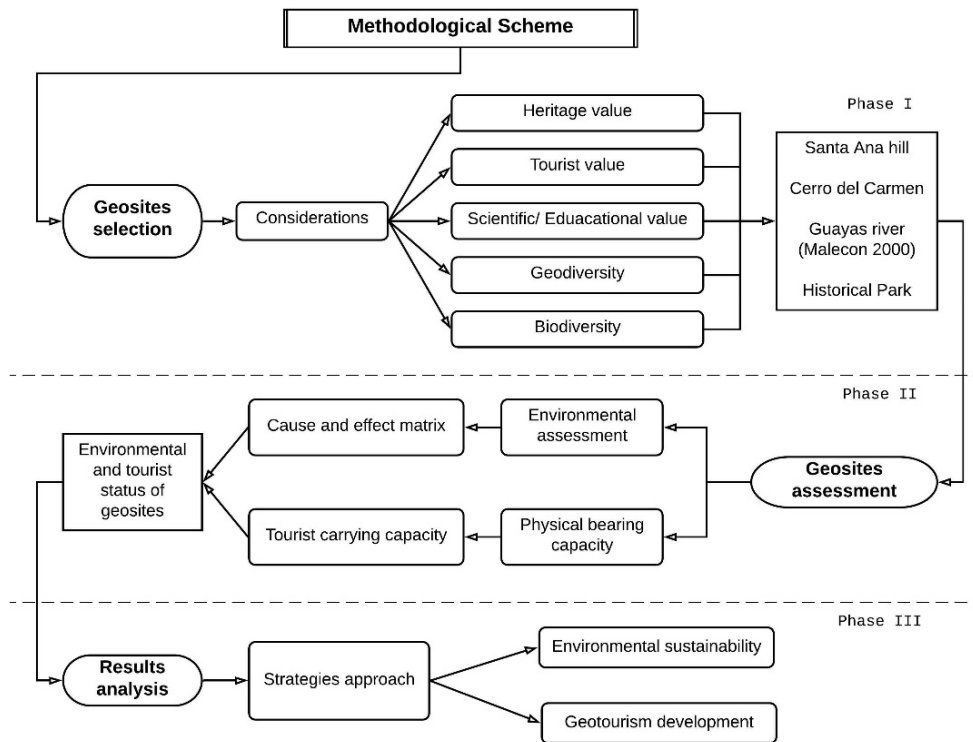 Methodological Scheme
Phase I
Geosites
selection
Considerations
Heritage value
Tourist value
Scientific/ Educacational value
Geodiversity
Biodiversity
Santa Ana hill
Cerro del Carmen
Guayas river
(Malecon 2000)
Historical Park
Phase II
Geosites
assessment
Environmental
assessment
Cause and effect matrix
Physical bearing
capacity
Tourist carrying capacity
Environmental
and tourist
status of
geosites
Phase III
Results
analysis
Strategies approach
Environmental sustainability
Geotourism development